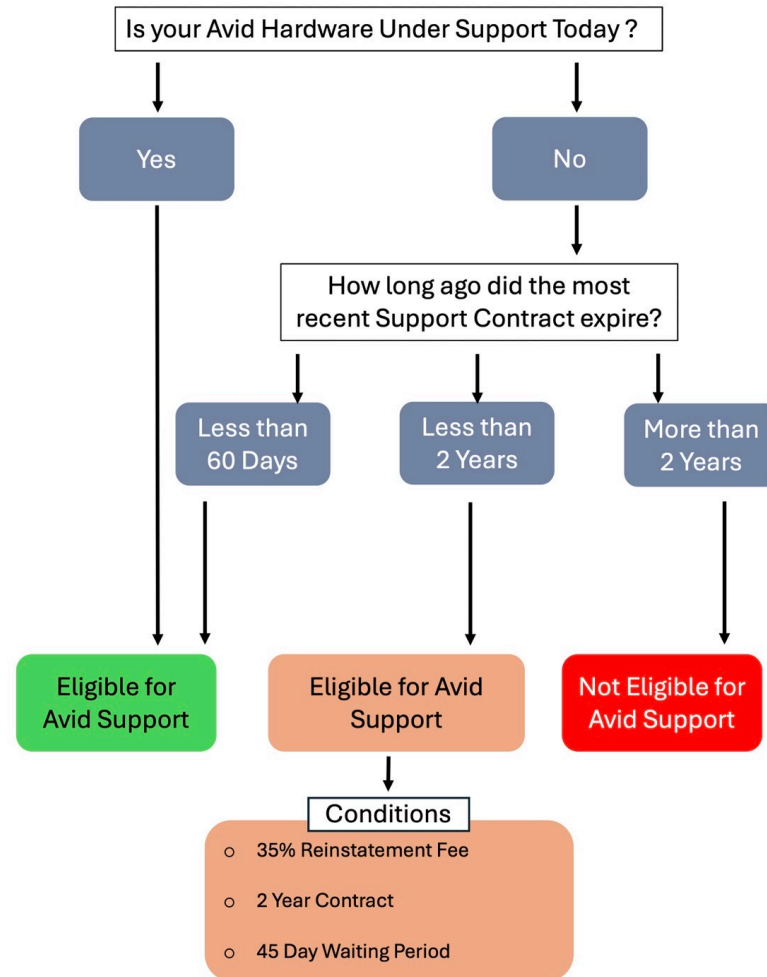 Is your Avid Hardware Under Support Today ?
Yes
No
How long ago did the most
recent Support Contract expire?
Less than
60 Days
Less than
2 Years
More than
2 Years
Eligible for
Avid Support
Eligible for Avid
Support
Not Eligible for
Avid Support
Conditions
o 35% Reinstatement Fee
o 2 Year Contract
o 45 Day Waiting Period